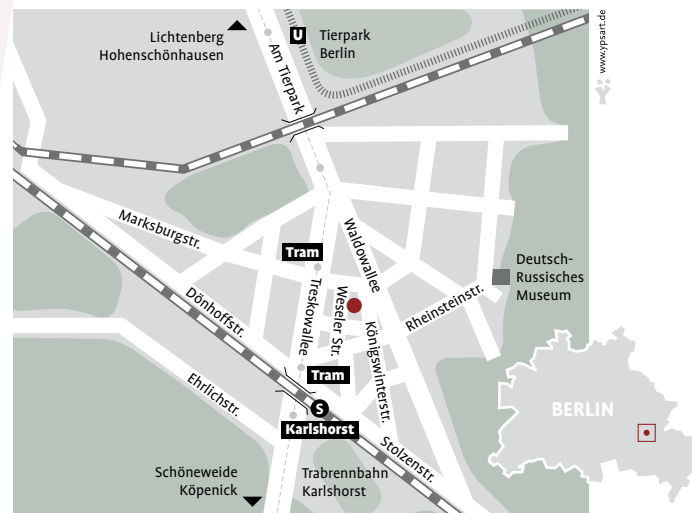 Lichtenberg
Hohenschönhausen
U
Tierpark
Berlin
www.ypsart.de
Am Tierpark
Marksburgstr.
Waldowallee
Tram
Deutsch-
Russisches
Museum
Dönhoffstr.
Treskowallee
Weseler Str.
Rheinsteinstr.
Königswinterstr.
Tram
Ehrlichstr.
S
Karlshorst
BERLIN
Stolzenstr.
Schöneweide
Köpenick
Trabrennbahn
Karlshorst